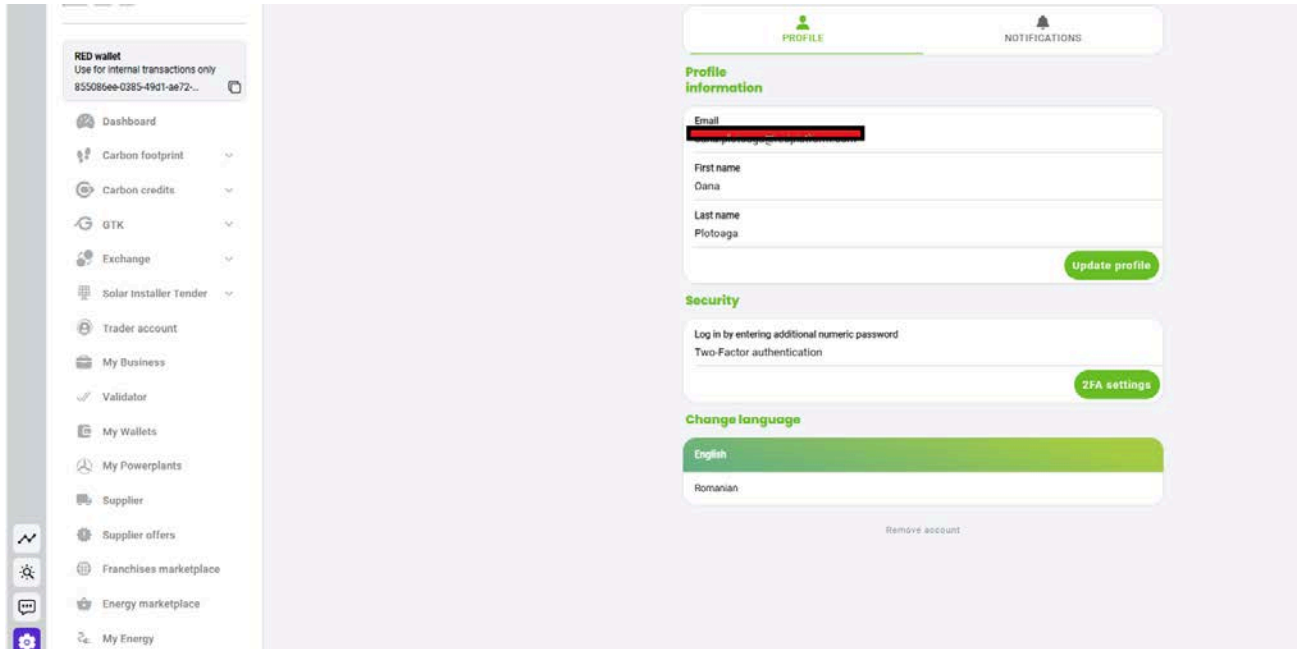 RED wallet
Use for internal transactions only
855086ee-0385-49d1-ae72-...
Dashboard
Carbon footprint
Carbon credits
GTK
Exchange
Solar Installer Tender
Trader account
My Business
Validator
My Wallets
My Powerplants
Supplier
Supplier offers
Franchises marketplace
Energy marketplace
My Energy
PROFILE
NOTIFICATIONS
Profile
information
Email
First name
Oana
Last name
Plotoaga
Update profile
Security
Log in by entering additional numeric password
Two-Factor authentication
2FA settings
Change language
English
Romanian
Remove account